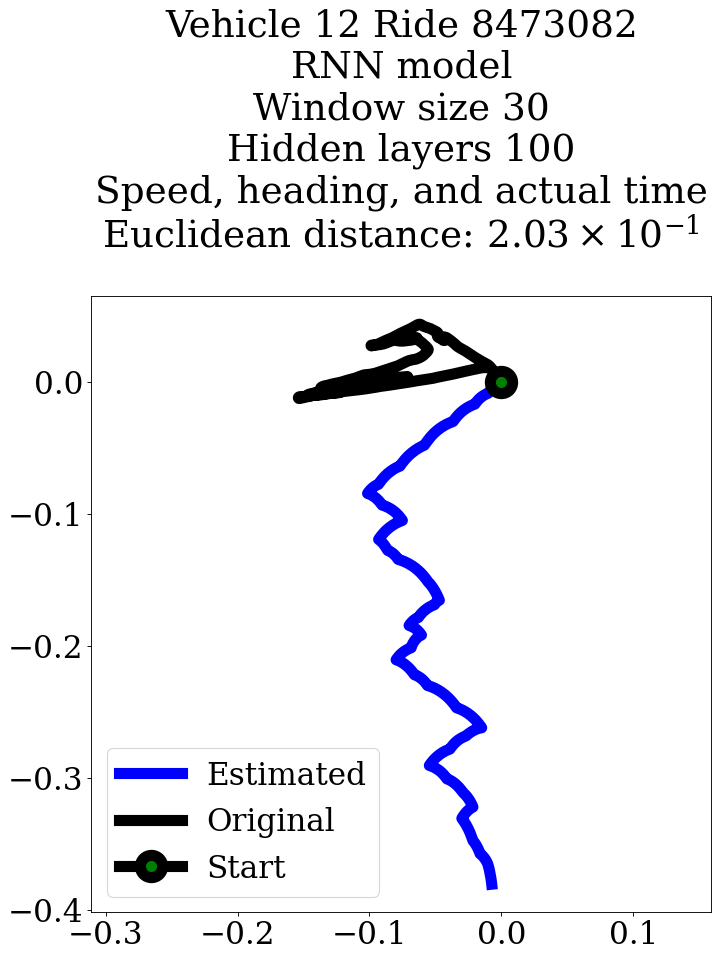 Vehicle 12 Ride 8473082
RNN model
Window size 30
Hidden layers 100
Speed, heading, and actual time
Euclidean distance: 2.03 × 10⁻¹
0.0
−0.1
−0.2
−0.3
−0.4
Estimated
Original
Start
−0.3 −0.2 −0.1 0.0 0.1